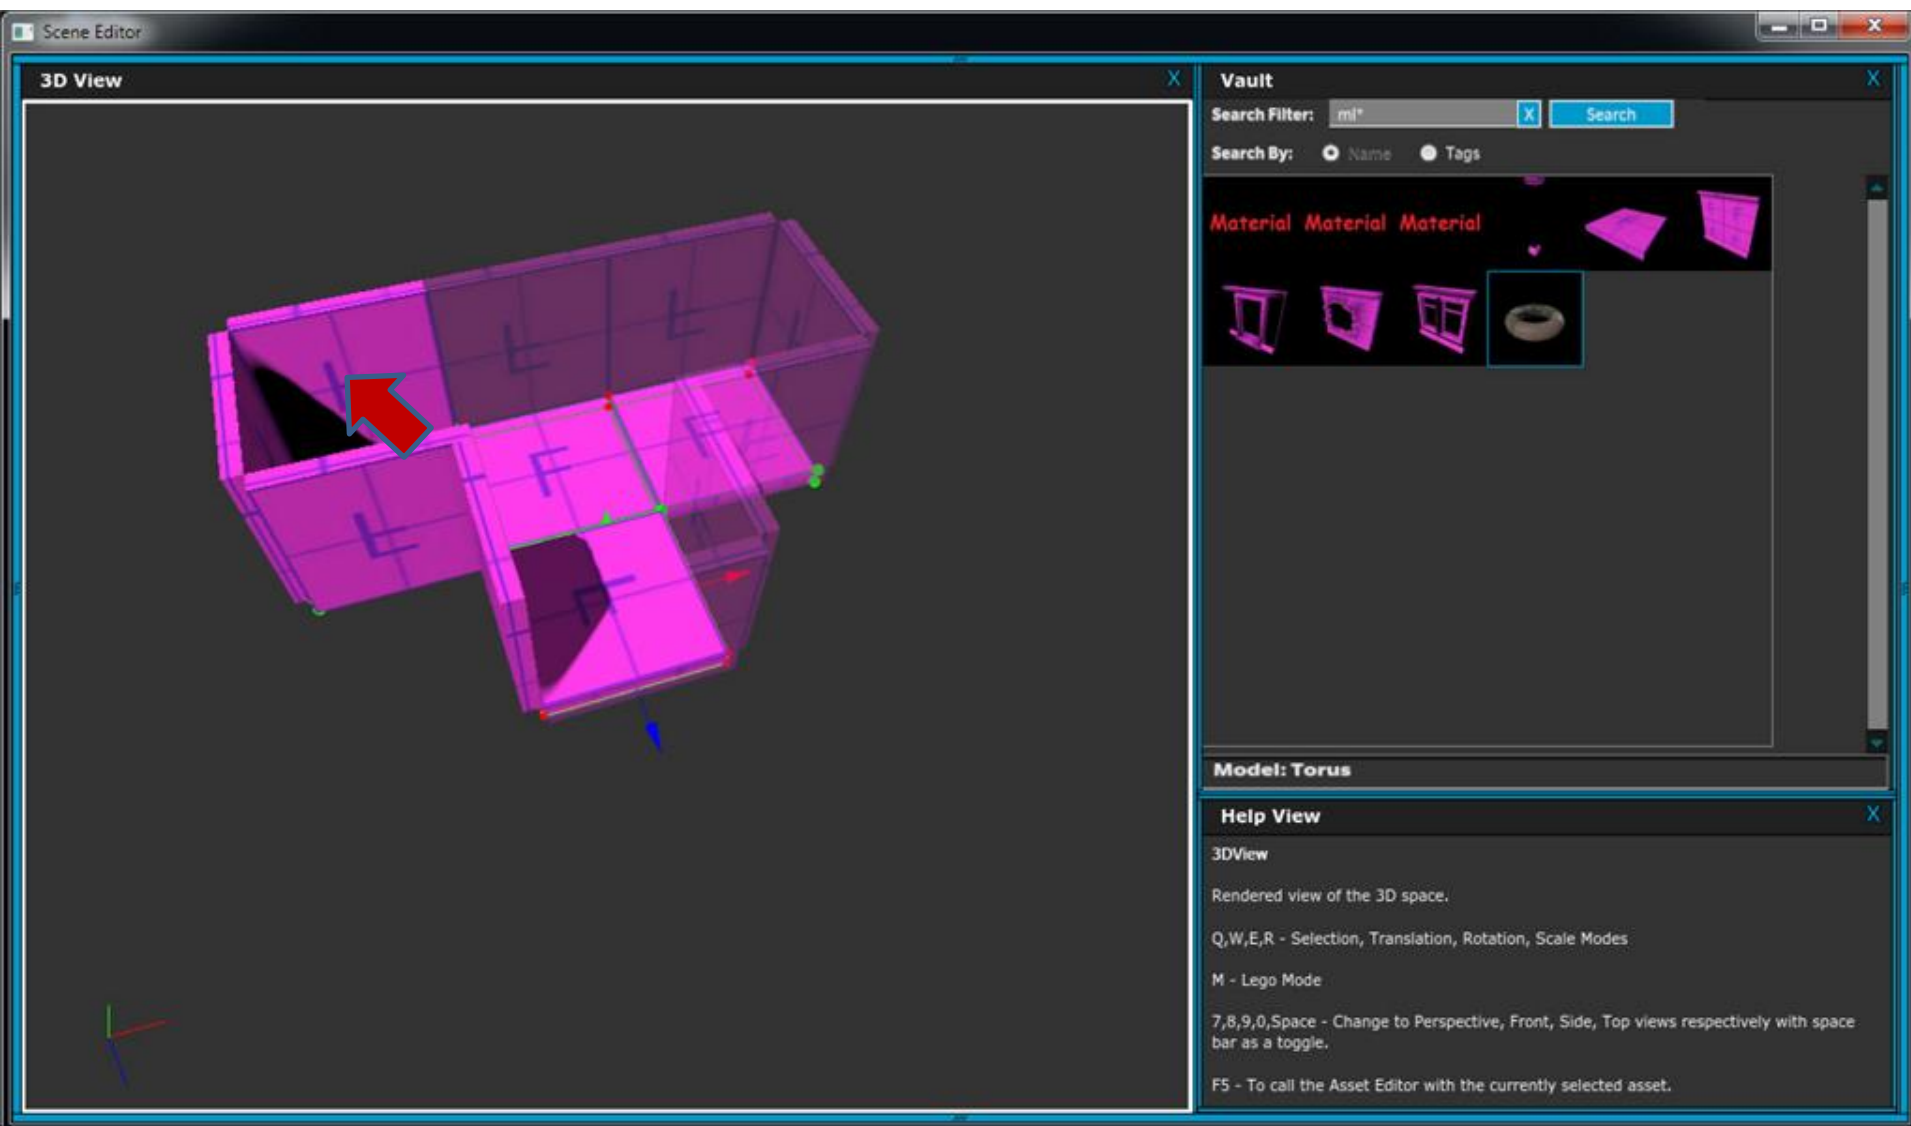 Scene Editor
3D View X
Vault X
Search Filter: ml* X Search
Search By: Name Tags
Material Material Material
Model: Torus
Help View X
3DView
Rendered view of the 3D space.
Q,W,E,R - Selection, Translation, Rotation, Scale Modes
M - Lego Mode
7,8,9,0,Space - Change to Perspective, Front, Side, Top views respectively with space
bar as a toggle.
F5 - To call the Asset Editor with the currently selected asset.